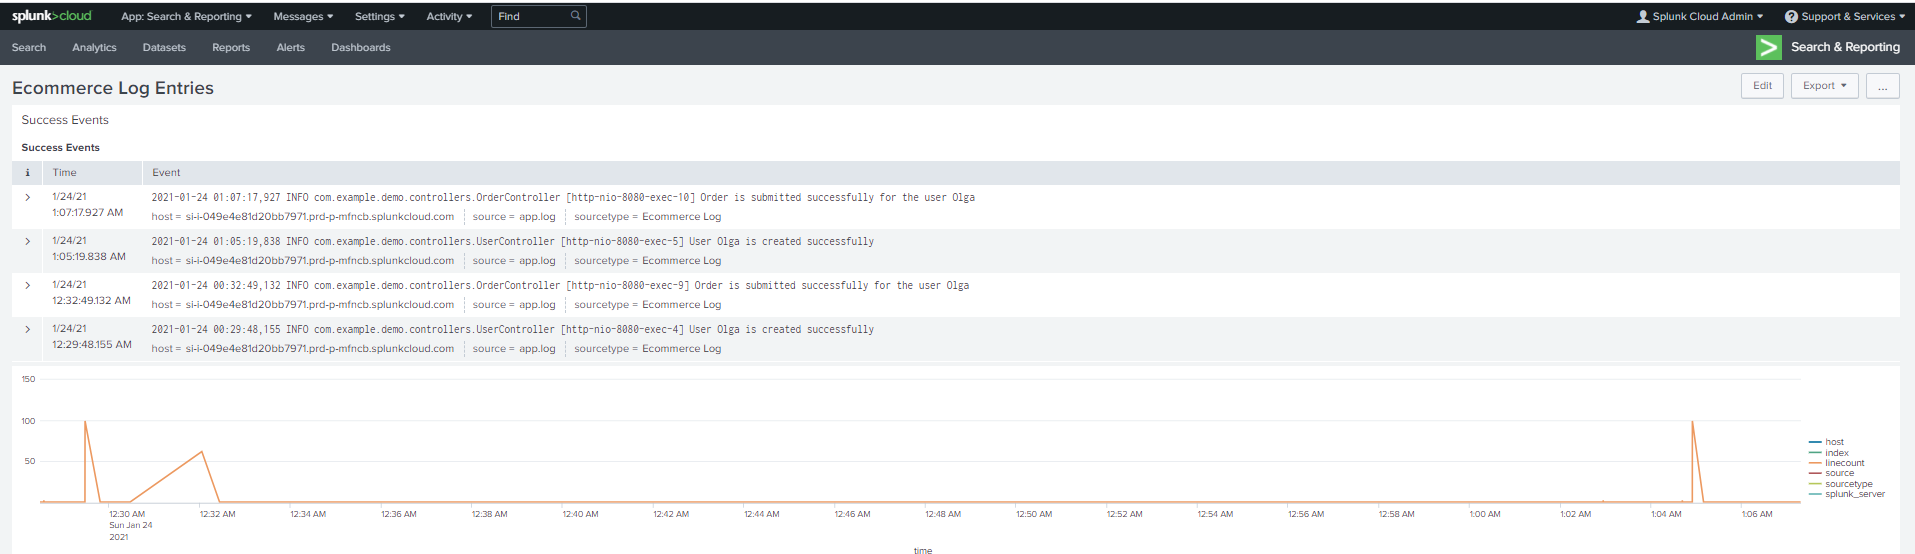 splunk>cloud App: Search & Reporting ▾ Messages ▾ Settings ▾ Activity ▾ Find Splunk Cloud Admin ▾ Support & Services ▾
Search Analytics Datasets Reports Alerts Dashboards Search & Reporting
Ecommerce Log Entries Edit Export ▾ ...
Success Events
Success Events
i Time Event
1/24/21 2021-01-24 01:07:17,927 INFO com.example.demo.controllers.OrderController [http-nio-8080-exec-10] Order is submitted successfully for the user Olga
1:07:17.927 AM host = si-i-049e4e81d20bb7971.prd-p-mfncb.splunkcloud.com source = app.log sourcetype = Ecommerce Log
1/24/21 2021-01-24 01:05:19,838 INFO com.example.demo.controllers.UserController [http-nio-8080-exec-5] User Olga is created successfully
1:05:19.838 AM host = si-i-049e4e81d20bb7971.prd-p-mfncb.splunkcloud.com source = app.log sourcetype = Ecommerce Log
1/24/21 2021-01-24 00:32:49,132 INFO com.example.demo.controllers.OrderController [http-nio-8080-exec-9] Order is submitted successfully for the user Olga
12:32:49.132 AM host = si-i-049e4e81d20bb7971.prd-p-mfncb.splunkcloud.com source = app.log sourcetype = Ecommerce Log
1/24/21 2021-01-24 00:29:48,155 INFO com.example.demo.controllers.UserController [http-nio-8080-exec-4] User Olga is created successfully
12:29:48.155 AM host = si-i-049e4e81d20bb7971.prd-p-mfncb.splunkcloud.com source = app.log sourcetype = Ecommerce Log
150
100
50
host
index
linecount
source
sourcetype
splunk_server
12:30 AM 12:32 AM 12:34 AM 12:36 AM 12:38 AM 12:40 AM 12:42 AM 12:44 AM 12:46 AM 12:48 AM 12:50 AM 12:52 AM 12:54 AM 12:56 AM 12:58 AM 1:00 AM 1:02 AM 1:04 AM 1:06 AM
Sun Jan 24
2021
time